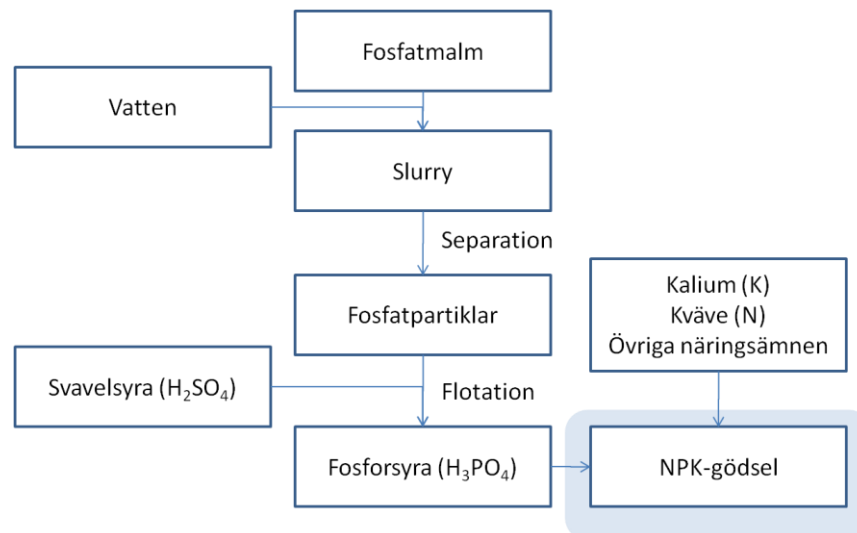 Fosfatmalm
Vatten
Slurry
Separation
Fosfatpartiklar
Kalium (K)
Kväve (N)
Övriga näringsämnen
Svavelsyra (H₂SO₄)
Flotation
Fosforsyra (H₃PO₄)
NPK-gödsel